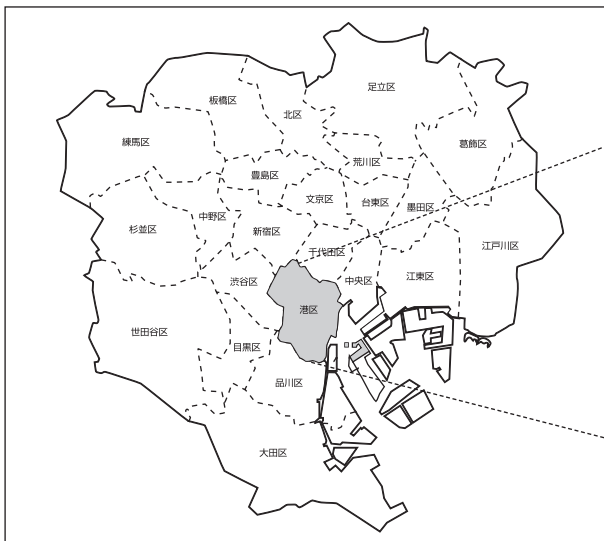 足立区
板橋区
北区
練馬区
葛飾区
荒川区
豊島区
文京区
台東区
墨田区
中野区
杉並区
新宿区
江戸川区
千代田区
渋谷区
中央区
江東区
港区
世田谷区
目黒区
品川区
大田区